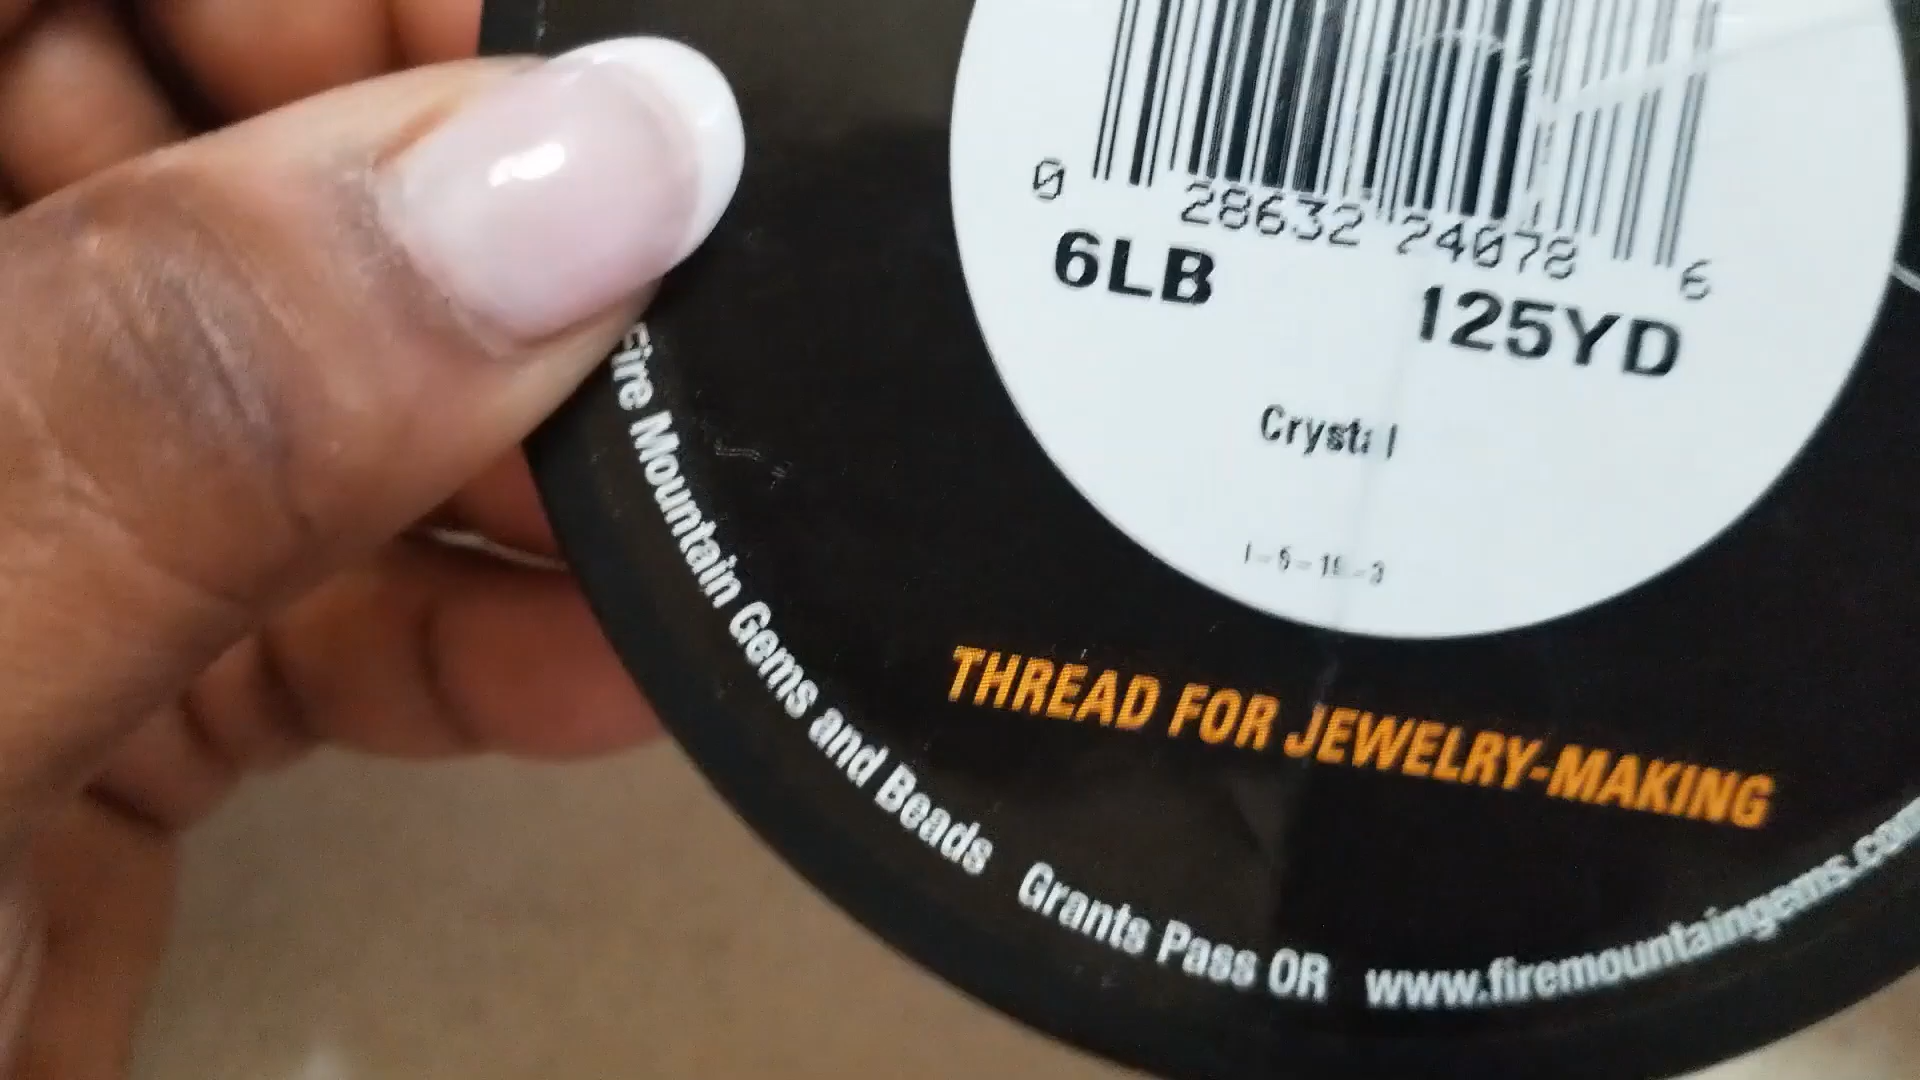 0 28632 24078 6
6LB 125YD
Crystal
THREAD FOR JEWELRY-MAKING
Fire Mountain Gems and Beads Grants Pass OR www.firemountaingems.com